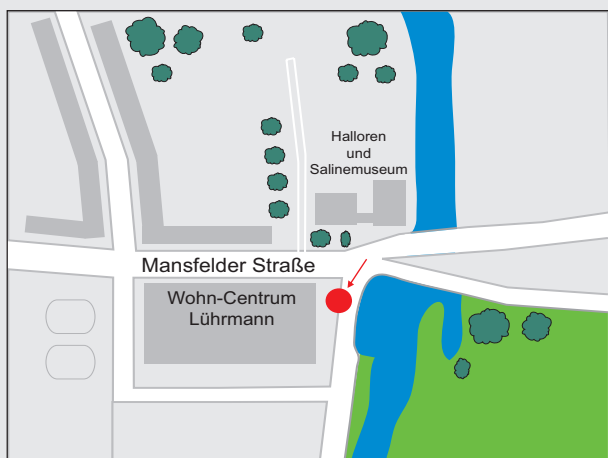 Halloren
und
Salinemuseum
Mansfelder Straße
Wohn-Centrum
Lührmann